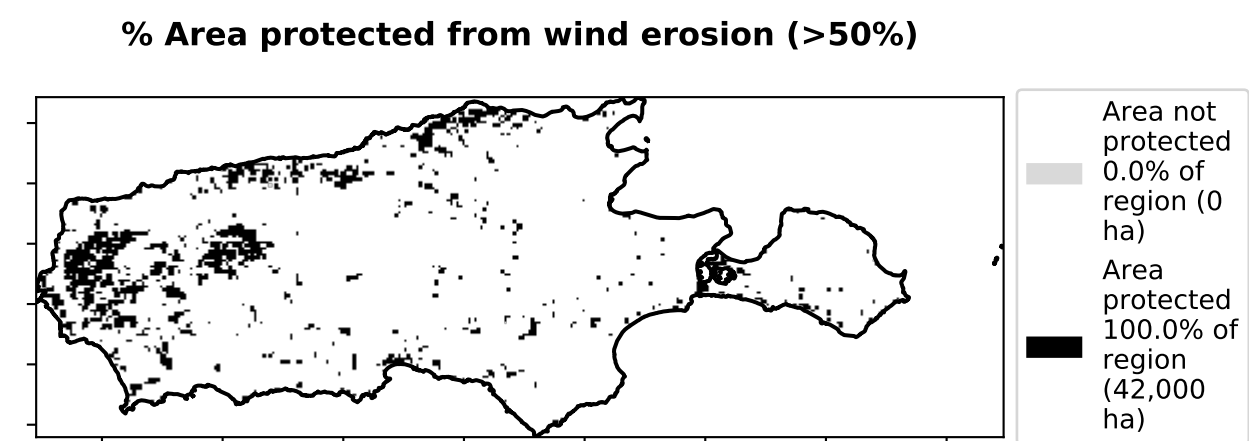 % Area protected from wind erosion (>50%)
Area not
protected
0.0% of
region (0
ha)
Area
protected
100.0% of
region
(42,000
ha)